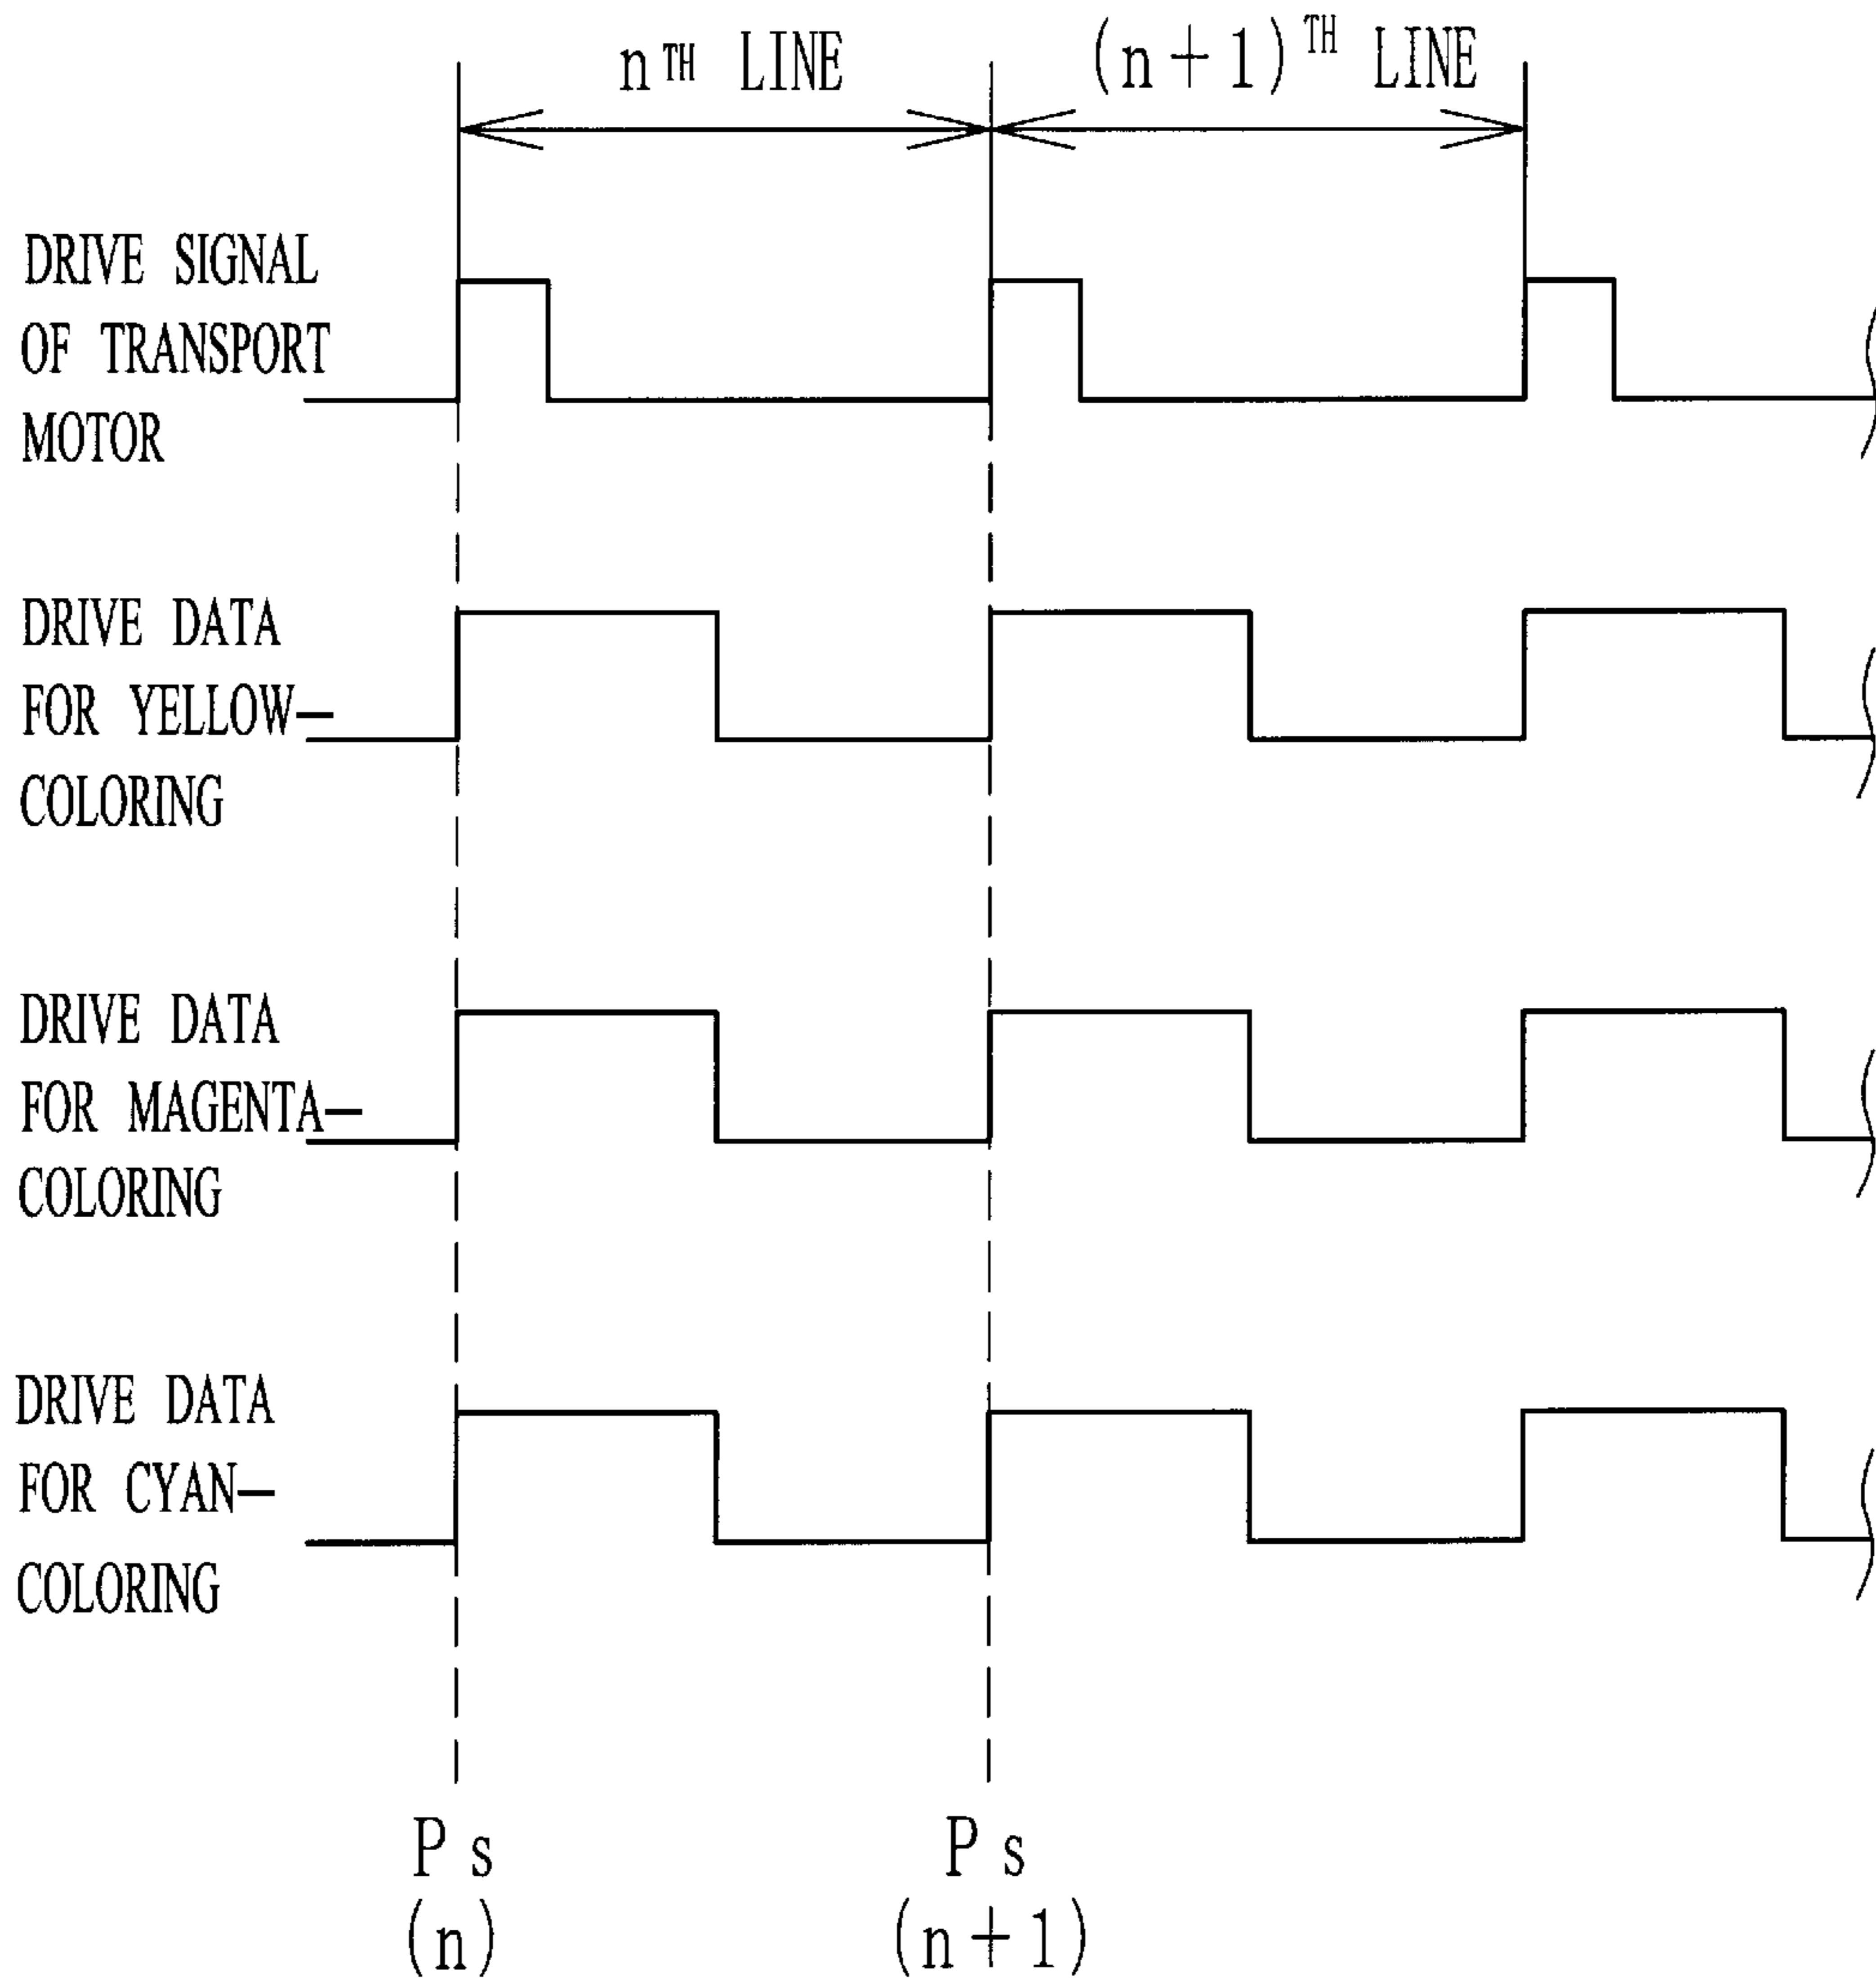 nTH LINE
(n+1)TH LINE
DRIVE SIGNAL
OF TRANSPORT
MOTOR
DRIVE DATA
FOR YELLOW—
COLORING
DRIVE DATA
FOR MAGENTA—
COLORING
DRIVE DATA
FOR CYAN—
COLORING
Ps
(n)
Ps
(n+1)